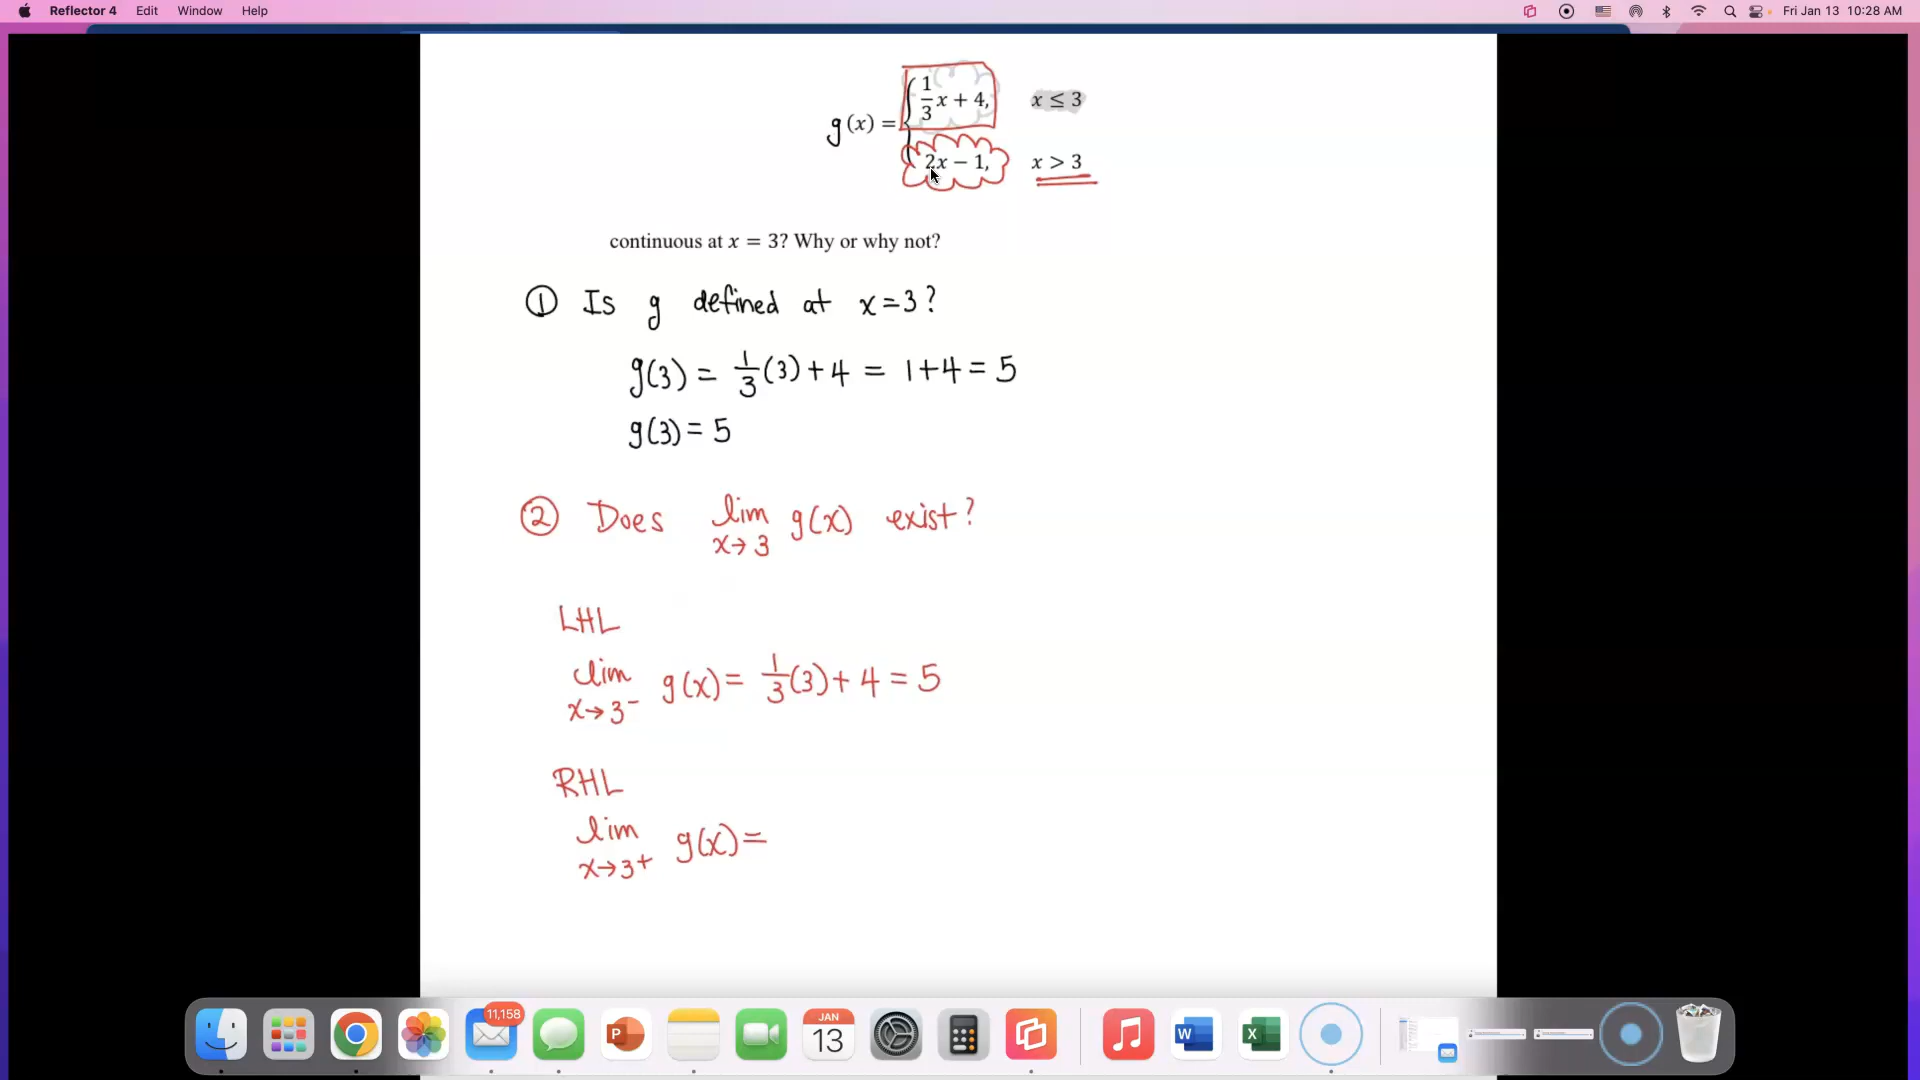 Reflector 4 Edit Window Help Fri Jan 13 10:28 AM
g(x) = { 1/3 x + 4, x ≤ 3
2x − 1, x > 3
continuous at x = 3? Why or why not?
① Is g defined at x=3?
g(3) = 1/3 (3) + 4 = 1+4 = 5
g(3) = 5
② Does lim x→3 g(x) exist?
LHL
lim x→3⁻ g(x) = 1/3 (3) + 4 = 5
RHL
lim x→3⁺ g(x) =
11,158
P
JAN
13
W
X